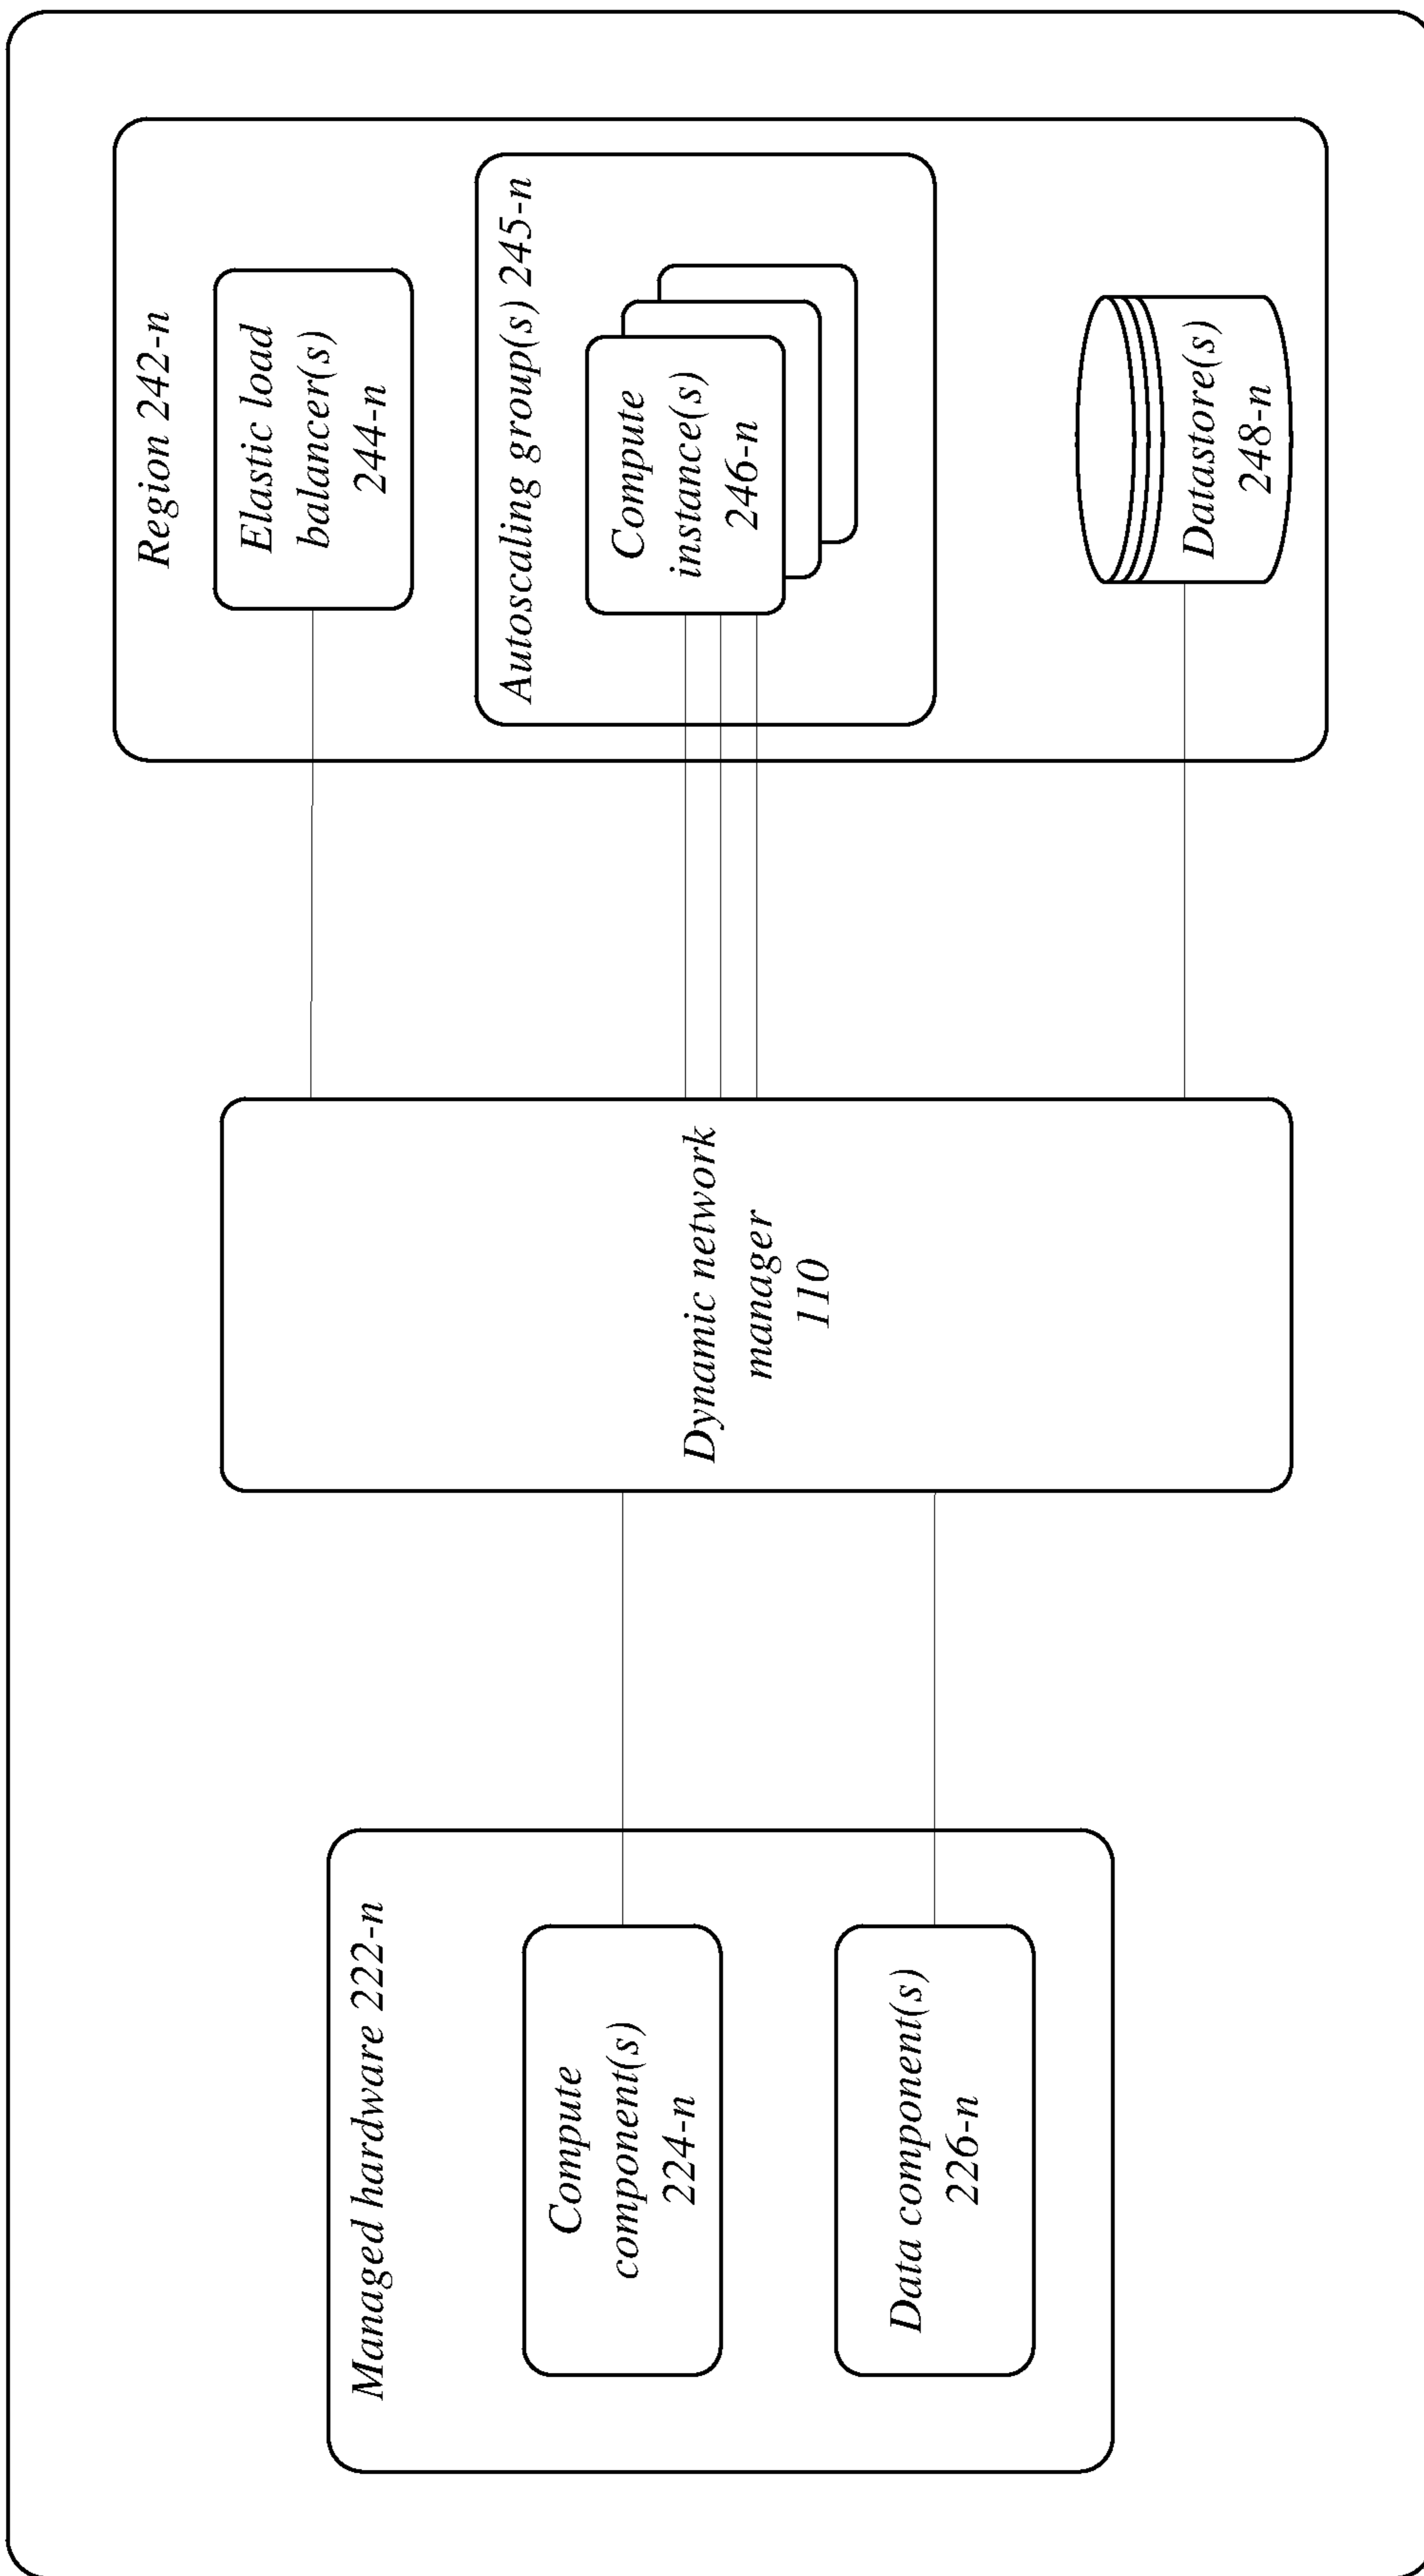 Managed hardware 222-n
Compute
component(s)
224-n
Data component(s)
226-n
Dynamic network
manager
110
Region 242-n
Elastic load
balancer(s)
244-n
Autoscaling group(s) 245-n
Compute
instance(s)
246-n
Datastore(s)
248-n